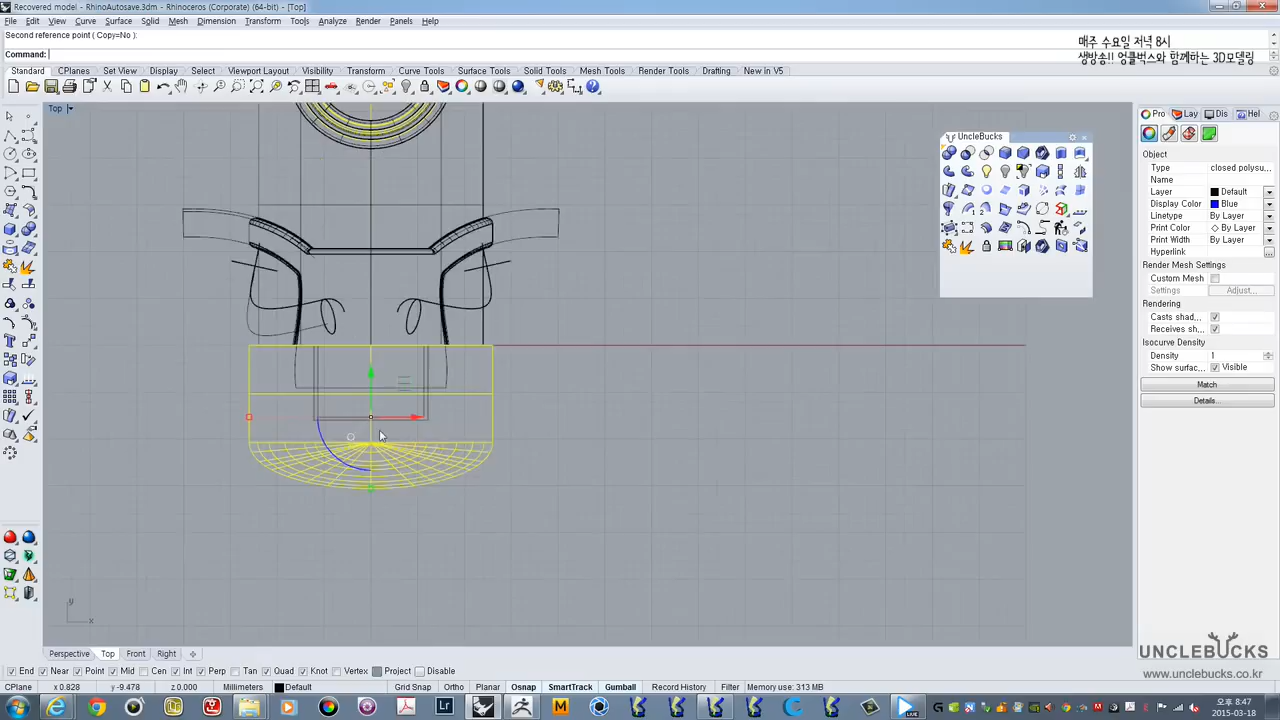 Recovered model - RhinoAutosave.3dm - Rhinoceros (Corporate) (64-bit) - [Top]
File Edit View Curve Surface Solid Mesh Dimension Transform Tools Analyze Render Panels Help
Second reference point ( Copy=No ):
Command:
매주 수요일 저녁 8시
생방송!! 엉클벅스와 함께하는 3D모델링
Standard CPlanes Set View Display Select Viewport Layout Visibility Transform Curve Tools Surface Tools Solid Tools Mesh Tools Render Tools Drafting New in V5
Top
Pro Lay Dis Hel
UncleBucks
Object
Type closed polysu...
Name
Layer Default
Display Color Blue
Linetype By Layer
Print Color By Layer
Print Width By Layer
Hyperlink
Render Mesh Settings
Custom Mesh
Settings Adjust...
Rendering
Casts shad...
Receives sh...
Isocurve Density
Density 1
Show surfac... Visible
Match
Details...
y
x
Perspective Top Front Right
End Near Point Mid Cen Int Perp Tan Quad Knot Vertex Project Disable
UNCLEBUCKS
www.unclebucks.co.kr
CPlane x 0.828 y -9.478 z 0.000 Millimeters Default Grid Snap Ortho Planar Osnap SmartTrack Gumball Record History Filter Memory use: 313 MB
LIVE
오후 8:47
2015-03-18